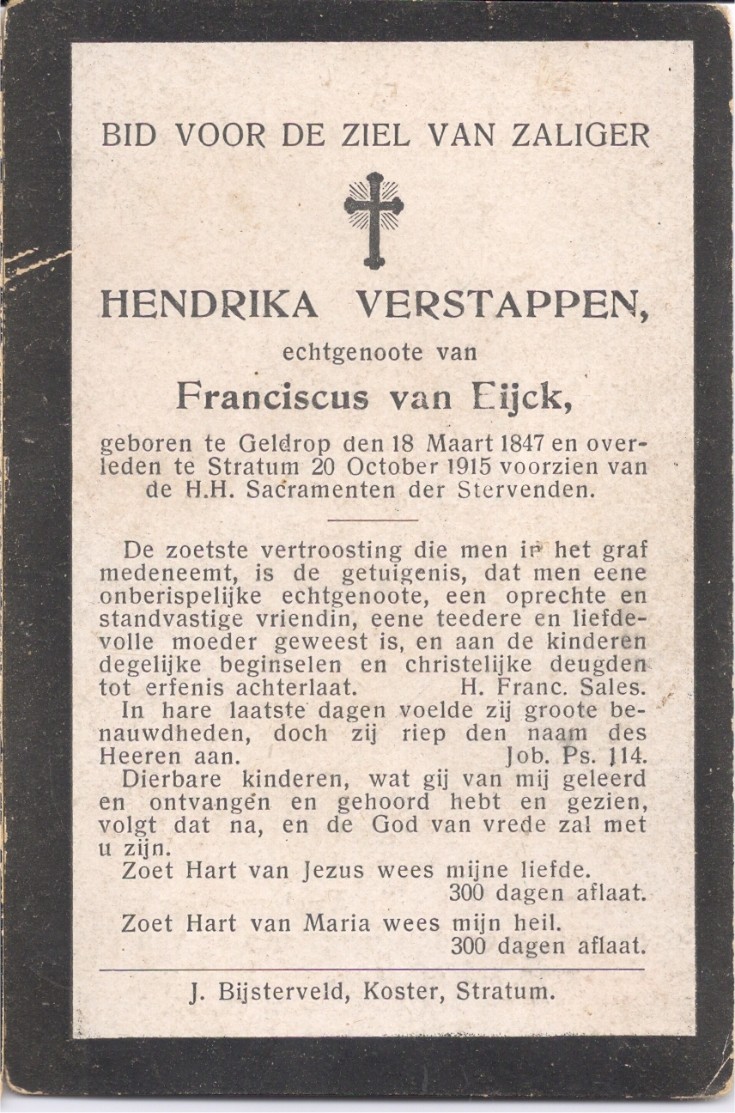 BID VOOR DE ZIEL VAN ZALIGER
HENDRIKA VERSTAPPEN,
echtgenoote van
Franciscus van Eijck,
geboren te Geldrop den 18 Maart 1847 en over-
leden te Stratum 20 October 1915 voorzien van
de H.H. Sacramenten der Stervenden.
De zoetste vertroosting die men in het graf
medeneemt, is de getuigenis, dat men eene
onberispelijke echtgenoote, een oprechte en
standvastige vriendin, eene teedere en liefde-
volle moeder geweest is, en aan de kinderen
degelijke beginselen en christelijke deugden
tot erfenis achterlaat. H. Franc. Sales.
In hare laatste dagen voelde zij groote be-
nauwdheden, doch zij riep den naam des
Heeren aan. Job. Ps. 114.
Dierbare kinderen, wat gij van mij geleerd
en ontvangen en gehoord hebt en gezien,
volgt dat na, en de God van vrede zal met
u zijn.
Zoet Hart van Jezus wees mijne liefde.
300 dagen aflaat.
Zoet Hart van Maria wees mijn heil.
300 dagen aflaat.
J. Bijsterveld, Koster, Stratum.